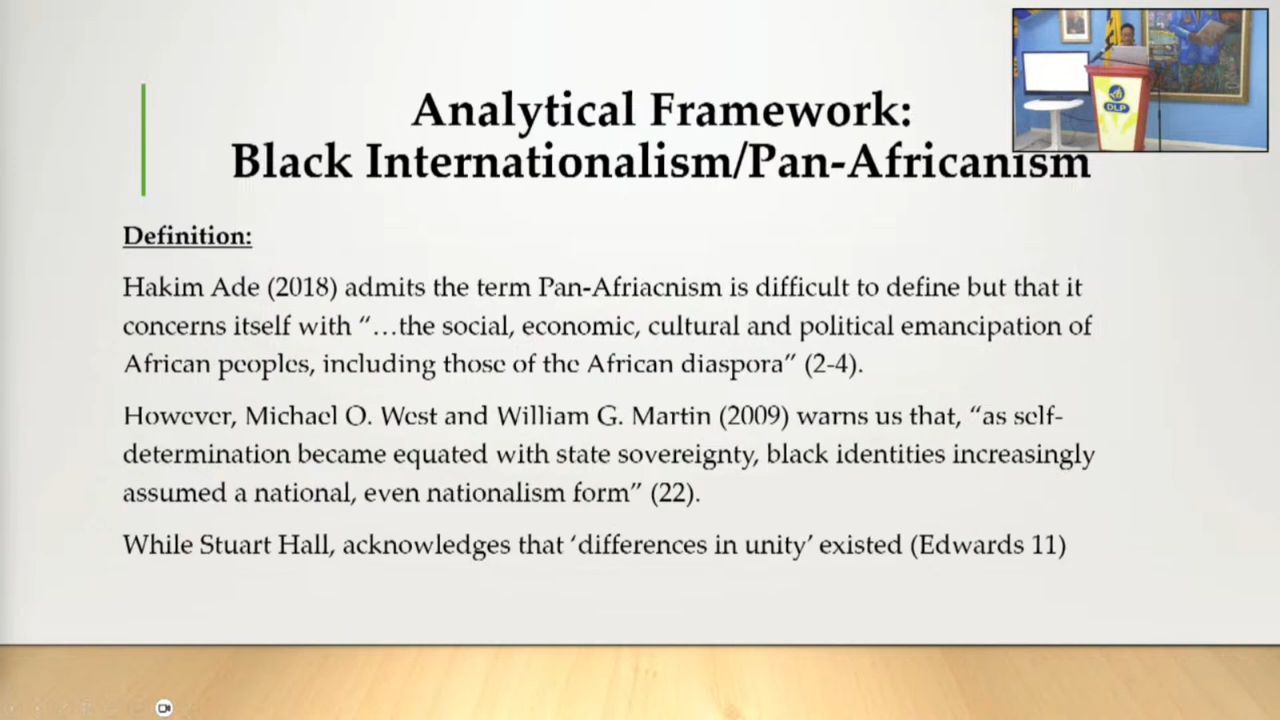 Analytical Framework:
Black Internationalism/Pan-Africanism
Definition:
Hakim Ade (2018) admits the term Pan-Afriacnism is difficult to define but that it
concerns itself with “…the social, economic, cultural and political emancipation of
African peoples, including those of the African diaspora” (2-4).
However, Michael O. West and William G. Martin (2009) warns us that, “as self-
determination became equated with state sovereignty, black identities increasingly
assumed a national, even nationalism form” (22).
While Stuart Hall, acknowledges that ‘differences in unity’ existed (Edwards 11)
DLP